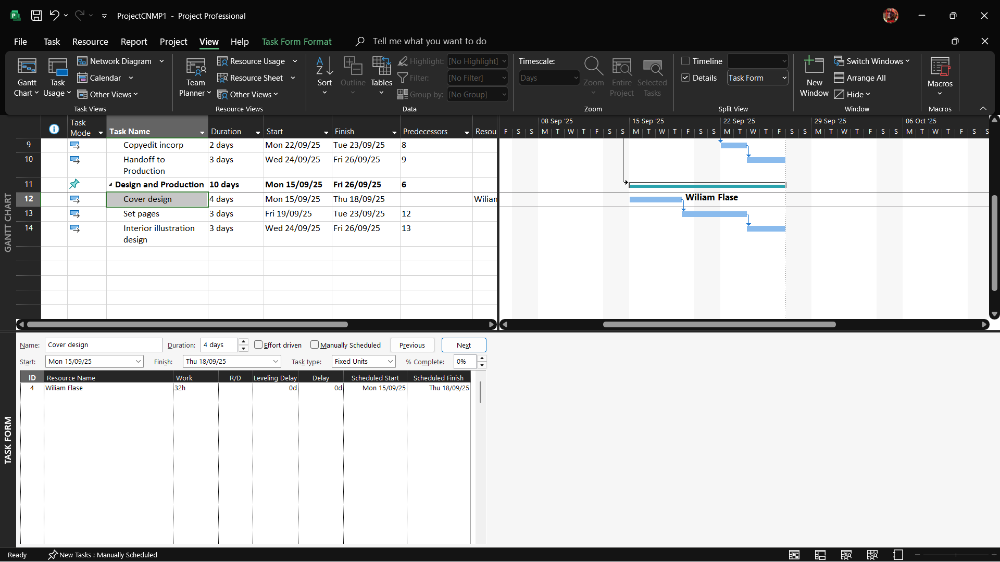 ProjectCNMP1 - Project Professional
File Task Resource Report Project View Help Task Form Format Tell me what you want to do
Gantt Chart
Task Usage
Network Diagram
Calendar
Other Views
Task Views
Team Planner
Resource Usage
Resource Sheet
Other Views
Resource Views
Sort
Outline
Tables
Highlight: [No Highlight]
Filter: [No Filter]
Group by: [No Group]
Data
Timescale:
Days
Zoom
Entire Project
Selected Tasks
Zoom
Timeline
Details Task Form
Split View
New Window
Switch Windows
Arrange All
Hide
Window
Macros
Macros
GANTT CHART
Task Mode Task Name Duration Start Finish Predecessors Resou
08 Sep '25 15 Sep '25 22 Sep '25 29 Sep '25 06 Oct '25
F S S M T W T F S S M T W T F S S M T W T F S S M T W T F S S M T W T F S S
9 Copyedit incorp 2 days Mon 22/09/25 Tue 23/09/25 8
10 Handoff to Production 3 days Wed 24/09/25 Fri 26/09/25 9
11 Design and Production 10 days Mon 15/09/25 Fri 26/09/25 6
12 Cover design 4 days Mon 15/09/25 Thu 18/09/25 Wilian
Wiliam Flase
13 Set pages 3 days Fri 19/09/25 Tue 23/09/25 12
14 Interior illustration design 3 days Wed 24/09/25 Fri 26/09/25 13
TASK FORM
Name: Cover design Duration: 4 days Effort driven Manually Scheduled Previous Next
Start: Mon 15/09/25 Finish: Thu 18/09/25 Task type: Fixed Units % Complete: 0%
ID Resource Name Work R/D Leveling Delay Delay Scheduled Start Scheduled Finish
4 Wiliam Flase 32h 0d 0d Mon 15/09/25 Thu 18/09/25
Ready New Tasks : Manually Scheduled